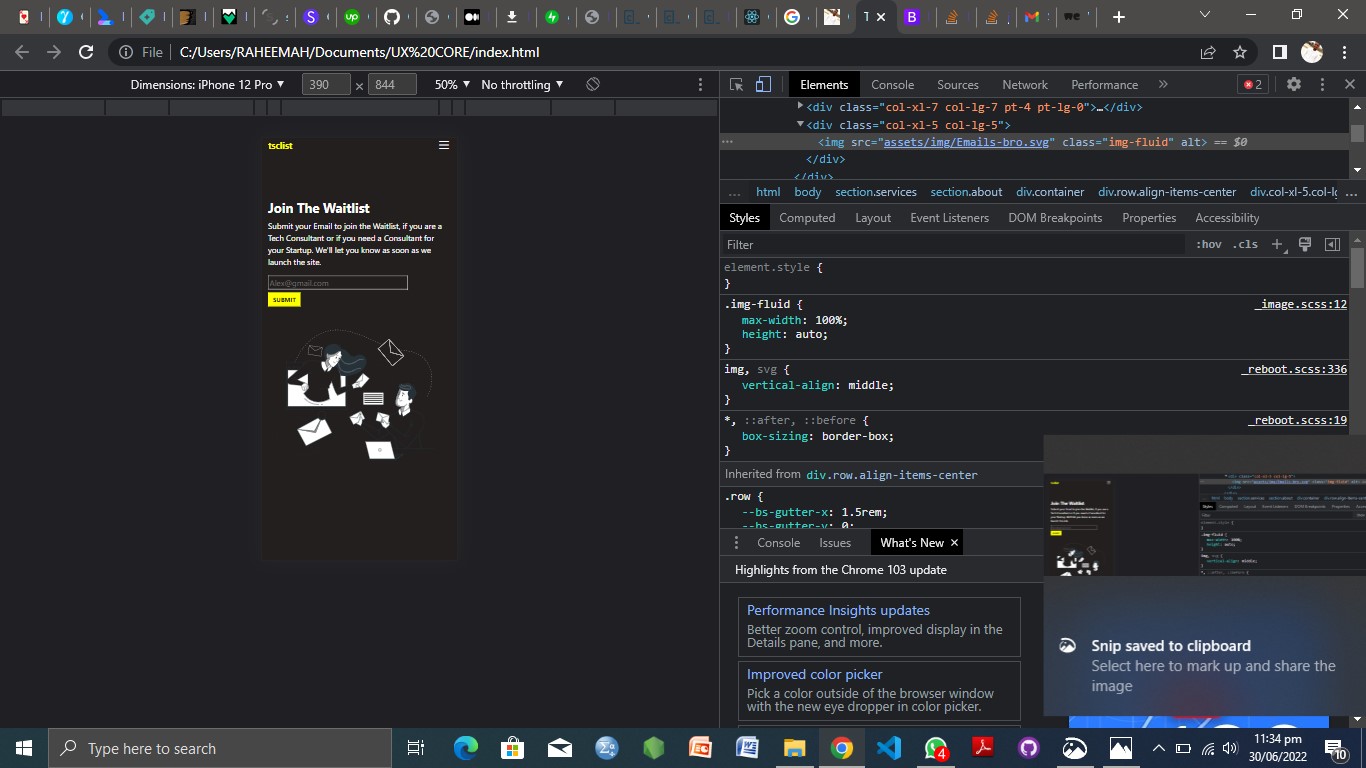 File
C:/Users/RAHEEMAH/Documents/UX%20CORE/index.html
Dimensions: iPhone 12 Pro ▼ 390 × 844 50% ▼ No throttling ▼
Elements Console Sources Network Performance » 2
tsclist
Join The Waitlist
Submit your Email to join the Waitlist, if you are a
Tech Consultant or if you need a Consultant for
your Startup. We'll let you know as soon as we
launch the site.
Alex@gmail.com
SUBMIT
<div class="col-xl-7 col-lg-7 pt-4 pt-lg-0">…</div>
<div class="col-xl-5 col-lg-5">
<img src="assets/img/Emails-bro.svg" class="img-fluid" alt> == $0
</div>
</div>
… html body section.services section.about div.container div.row.align-items-center div.col-xl-5.col-lg …
Styles Computed Layout Event Listeners DOM Breakpoints Properties Accessibility
Filter :hov .cls
element.style {
}
.img-fluid { _image.scss:12
max-width: 100%;
height: auto;
}
img, svg { _reboot.scss:336
vertical-align: middle;
}
*, ::after, ::before { _reboot.scss:19
box-sizing: border-box;
}
Inherited from div.row.align-items-center
.row {
--bs-gutter-x: 1.5rem;
--bs-gutter-y: 0;
Console Issues What's New ×
Highlights from the Chrome 103 update
Performance Insights updates
Better zoom control, improved display in the
Details pane, and more.
Improved color picker
Pick a color outside of the browser window
with the new eye dropper in color picker.
Snip saved to clipboard
Select here to mark up and share the
image
Type here to search
4
11:34 pm
30/06/2022
10